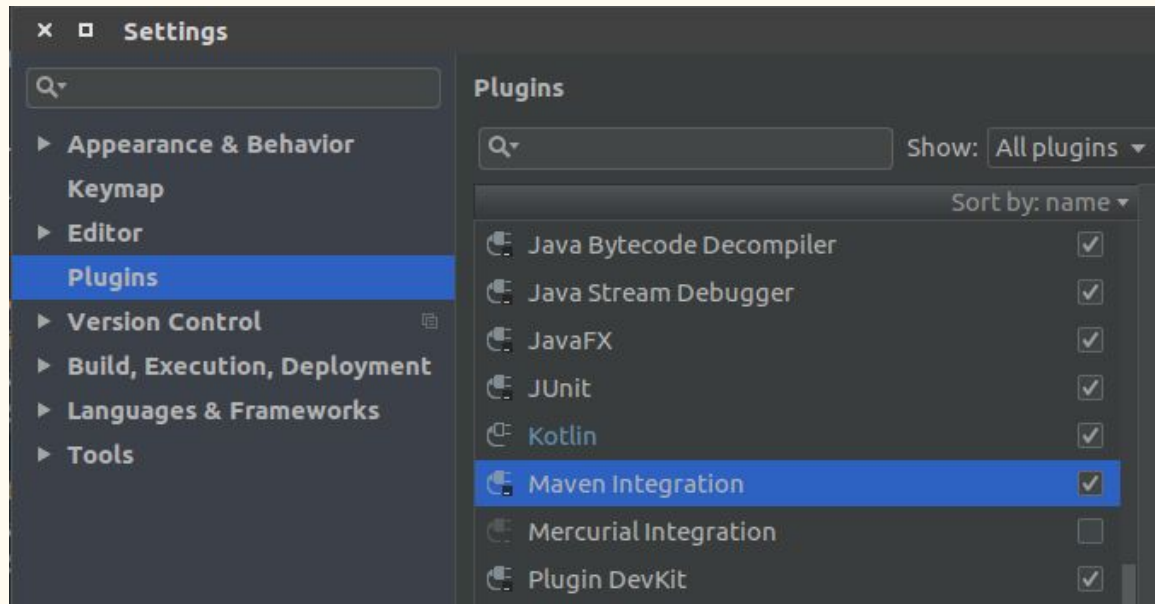 Settings
Appearance & Behavior
Keymap
Editor
Plugins
Version Control
Build, Execution, Deployment
Languages & Frameworks
Tools
Plugins
Show: All plugins
Sort by: name
Java Bytecode Decompiler
Java Stream Debugger
JavaFX
JUnit
Kotlin
Maven Integration
Mercurial Integration
Plugin DevKit